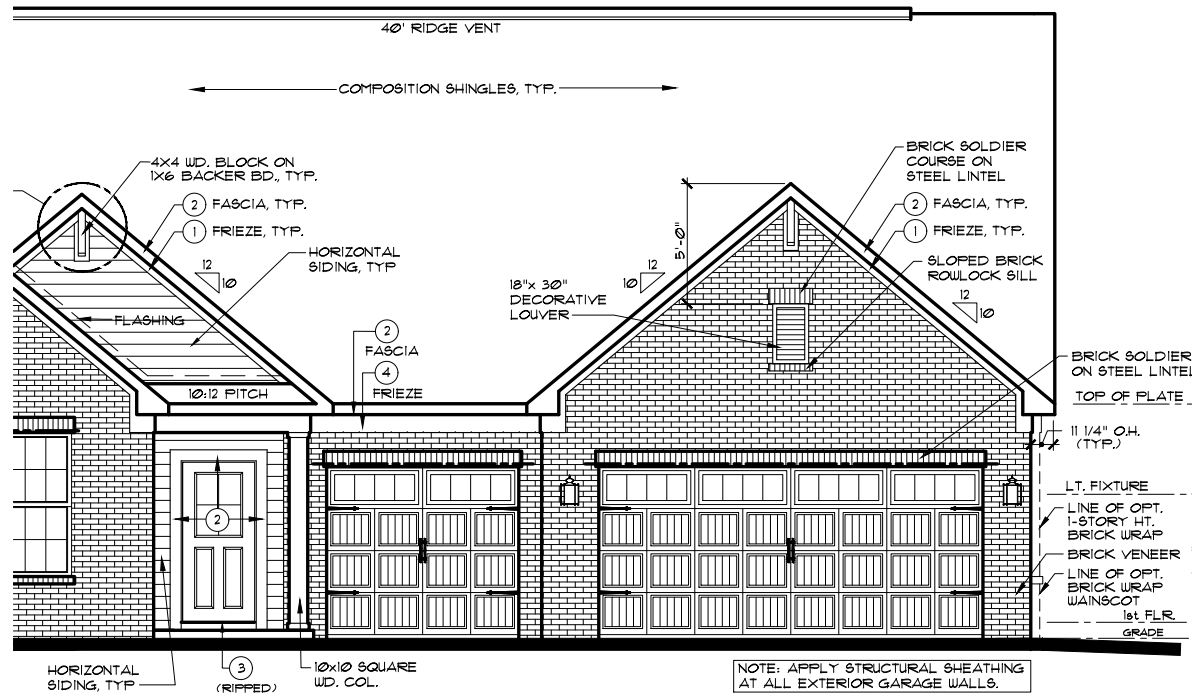 40' RIDGE VENT
COMPOSITION SHINGLES, TYP.
4X4 WD. BLOCK ON
1X6 BACKER BD., TYP.
2 FASCIA, TYP.
1 FRIEZE, TYP.
HORIZONTAL
SIDING, TYP
12
10
FLASHING
2
FASCIA
4
FRIEZE
10:12 PITCH
5'-0"
12
10
18"x 30"
DECORATIVE
LOUVER
BRICK SOLDIER
COURSE ON
STEEL LINTEL
2 FASCIA, TYP.
1 FRIEZE, TYP.
SLOPED BRICK
ROWLOCK SILL
12
10
BRICK SOLDIER
ON STEEL LINTEL
TOP OF PLATE
11 1/4" O.H.
(TYP.)
2
LT. FIXTURE
LINE OF OPT.
1-STORY HT.
BRICK WRAP
BRICK VENEER
LINE OF OPT.
BRICK WRAP
WAINSCOT
1st FLR.
GRADE
HORIZONTAL
SIDING, TYP
3
(RIPPED)
10x10 SQUARE
WD. COL.
NOTE: APPLY STRUCTURAL SHEATHING
AT ALL EXTERIOR GARAGE WALLS.